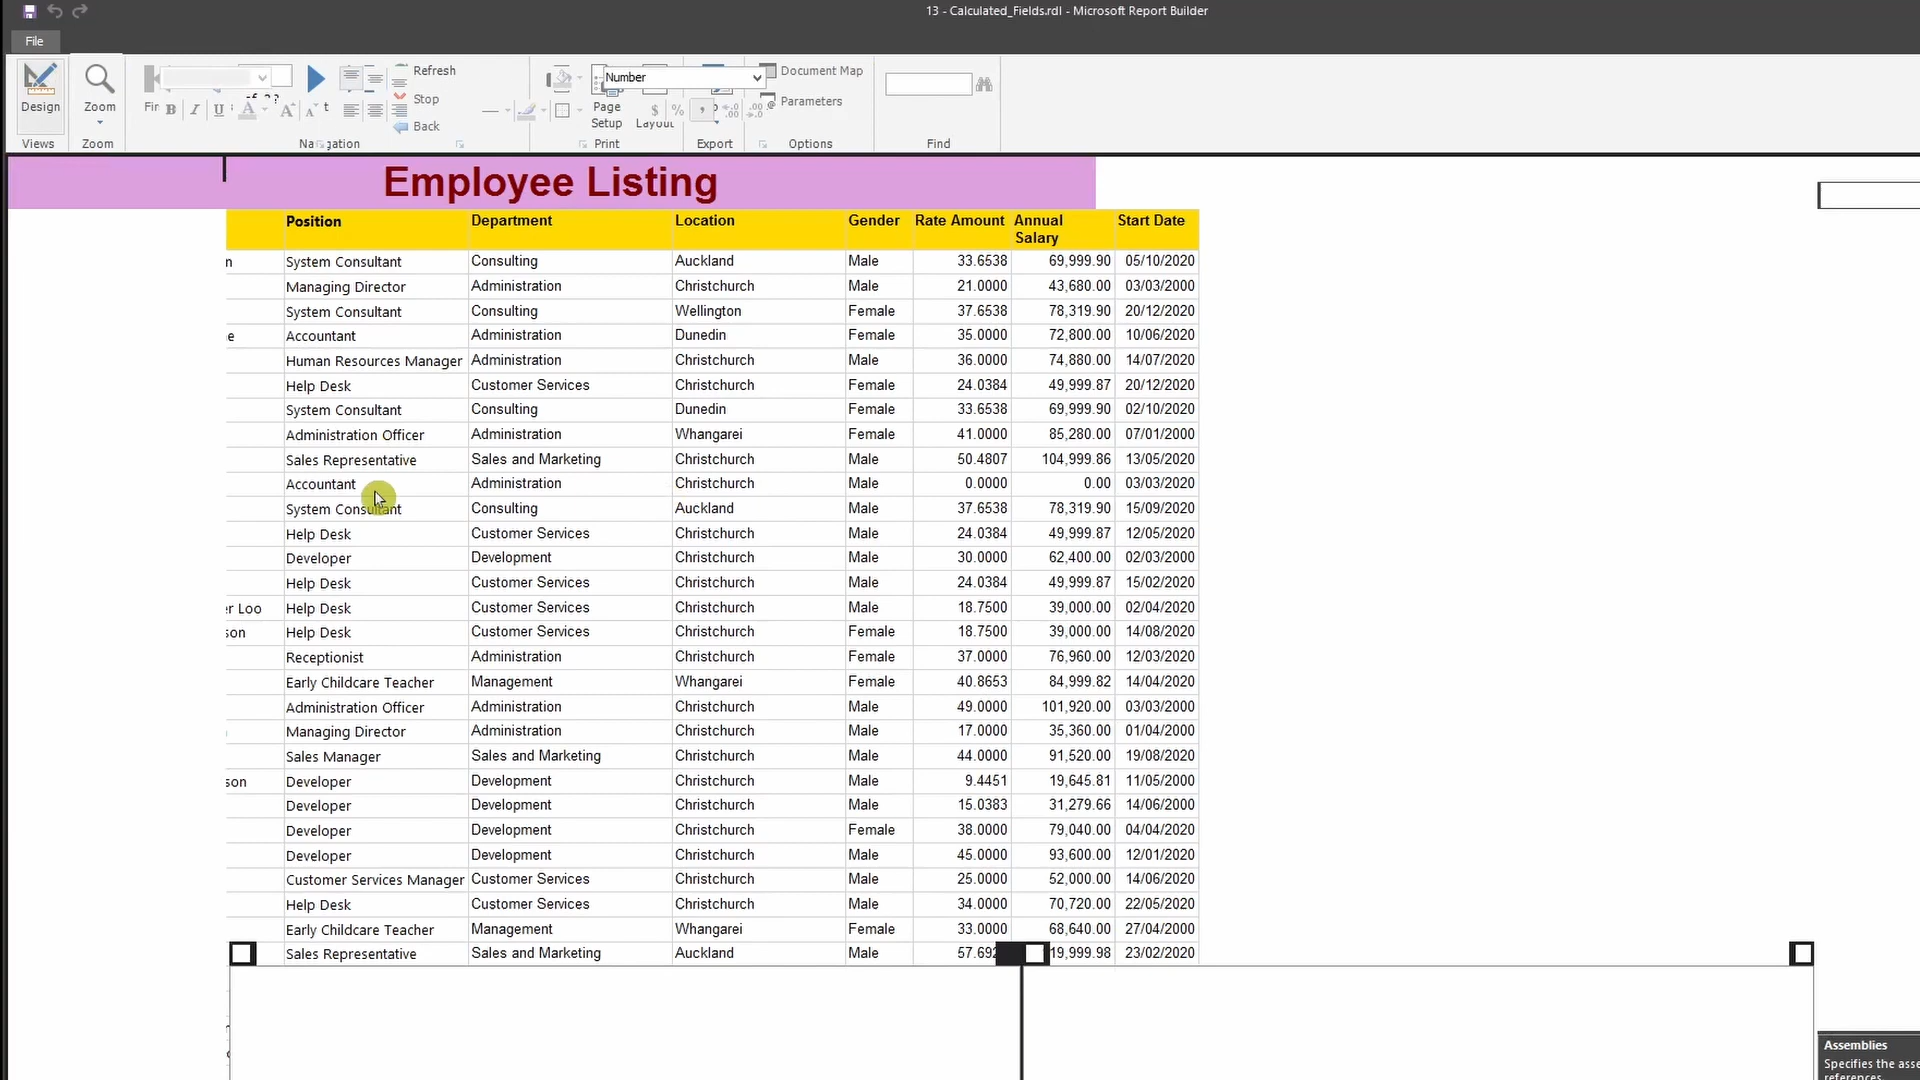 13 - Calculated_Fields.rdl - Microsoft Report Builder
File
Design
Zoom
Refresh
Stop
Back
Number
Page
Setup
Document Map
Parameters
B I U A A A
$ %
Views Zoom Print Export Options Find
Employee Listing
Position Department Location Gender Rate Amount Annual Salary Start Date
n System Consultant Consulting Auckland Male 33.6538 69,999.90 05/10/2020
Managing Director Administration Christchurch Male 21.0000 43,680.00 03/03/2000
System Consultant Consulting Wellington Female 37.6538 78,319.90 20/12/2020
e Accountant Administration Dunedin Female 35.0000 72,800.00 10/06/2020
Human Resources Manager Administration Christchurch Male 36.0000 74,880.00 14/07/2020
Help Desk Customer Services Christchurch Female 24.0384 49,999.87 20/12/2020
System Consultant Consulting Dunedin Female 33.6538 69,999.90 02/10/2020
Administration Officer Administration Whangarei Female 41.0000 85,280.00 07/01/2000
Sales Representative Sales and Marketing Christchurch Male 50.4807 104,999.86 13/05/2020
Accountant Administration Christchurch Male 0.0000 0.00 03/03/2020
System Consultant Consulting Auckland Male 37.6538 78,319.90 15/09/2020
Help Desk Customer Services Christchurch Male 24.0384 49,999.87 12/05/2020
Developer Development Christchurch Male 30.0000 62,400.00 02/03/2000
Help Desk Customer Services Christchurch Male 24.0384 49,999.87 15/02/2020
er Loo Help Desk Customer Services Christchurch Male 18.7500 39,000.00 02/04/2020
son Help Desk Customer Services Christchurch Female 18.7500 39,000.00 14/08/2020
Receptionist Administration Christchurch Female 37.0000 76,960.00 12/03/2020
Early Childcare Teacher Management Whangarei Female 40.8653 84,999.82 14/04/2020
Administration Officer Administration Christchurch Male 49.0000 101,920.00 03/03/2000
Managing Director Administration Christchurch Male 17.0000 35,360.00 01/04/2000
Sales Manager Sales and Marketing Christchurch Male 44.0000 91,520.00 19/08/2020
son Developer Development Christchurch Male 9.4451 19,645.81 11/05/2000
Developer Development Christchurch Male 15.0383 31,279.66 14/06/2000
Developer Development Christchurch Female 38.0000 79,040.00 04/04/2020
Developer Development Christchurch Male 45.0000 93,600.00 12/01/2020
Customer Services Manager Customer Services Christchurch Male 25.0000 52,000.00 14/06/2020
Help Desk Customer Services Christchurch Male 34.0000 70,720.00 22/05/2020
Early Childcare Teacher Management Whangarei Female 33.0000 68,640.00 27/04/2000
Sales Representative Sales and Marketing Auckland Male 57.692 19,999.98 23/02/2020
Assemblies
Specifies the asse
references